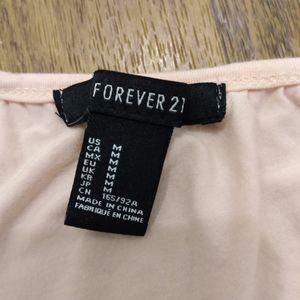 FOREVER 21
US M
CA M
MX M
EU M
UK M
KR M
JP M
CN 165/92A
MADE IN CHINA
FABRIQUÉ EN CHINE